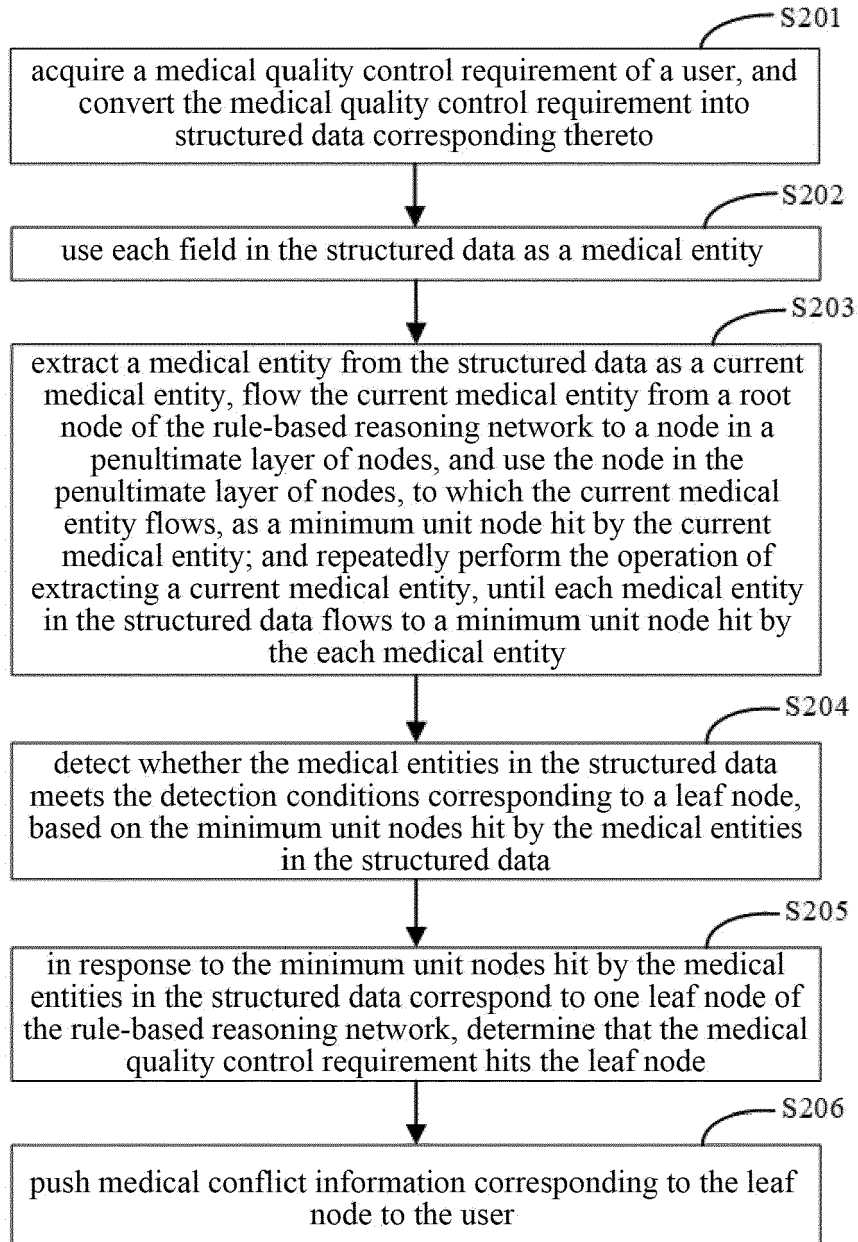 S201
acquire a medical quality control requirement of a user, and
convert the medical quality control requirement into
structured data corresponding thereto
S202
use each field in the structured data as a medical entity
S203
extract a medical entity from the structured data as a current
medical entity, flow the current medical entity from a root
node of the rule-based reasoning network to a node in a
penultimate layer of nodes, and use the node in the
penultimate layer of nodes, to which the current medical
entity flows, as a minimum unit node hit by the current
medical entity; and repeatedly perform the operation of
extracting a current medical entity, until each medical entity
in the structured data flows to a minimum unit node hit by
the each medical entity
S204
detect whether the medical entities in the structured data
meets the detection conditions corresponding to a leaf node,
based on the minimum unit nodes hit by the medical entities
in the structured data
S205
in response to the minimum unit nodes hit by the medical
entities in the structured data correspond to one leaf node of
the rule-based reasoning network, determine that the medical
quality control requirement hits the leaf node
S206
push medical conflict information corresponding to the leaf
node to the user